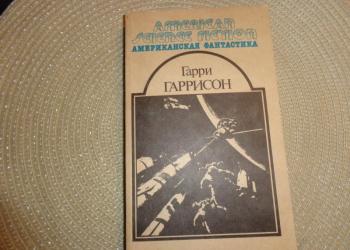 AMERICAN
SCIENCE FICTION
АМЕРИКАНСКАЯ ФАНТАСТИКА
Гарри
ГАРРИСОН